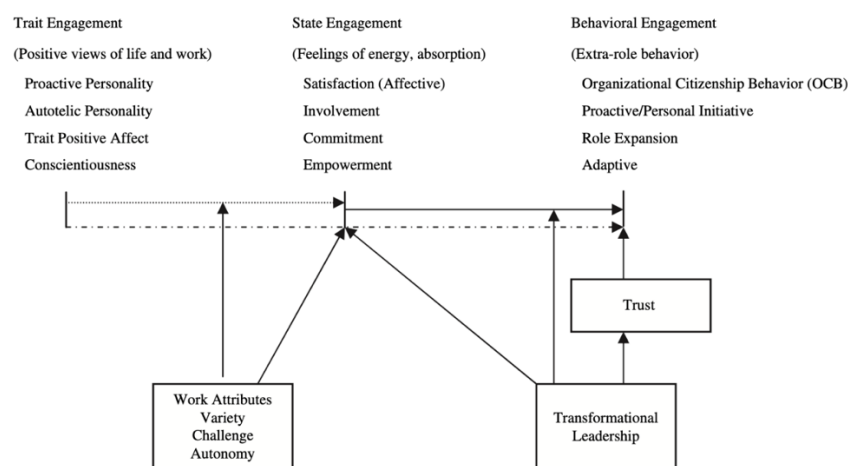 Trait Engagement
(Positive views of life and work)
Proactive Personality
Autotelic Personality
Trait Positive Affect
Conscientiousness
State Engagement
(Feelings of energy, absorption)
Satisfaction (Affective)
Involvement
Commitment
Empowerment
Behavioral Engagement
(Extra-role behavior)
Organizational Citizenship Behavior (OCB)
Proactive/Personal Initiative
Role Expansion
Adaptive
Trust
Work Attributes
Variety
Challenge
Autonomy
Transformational
Leadership